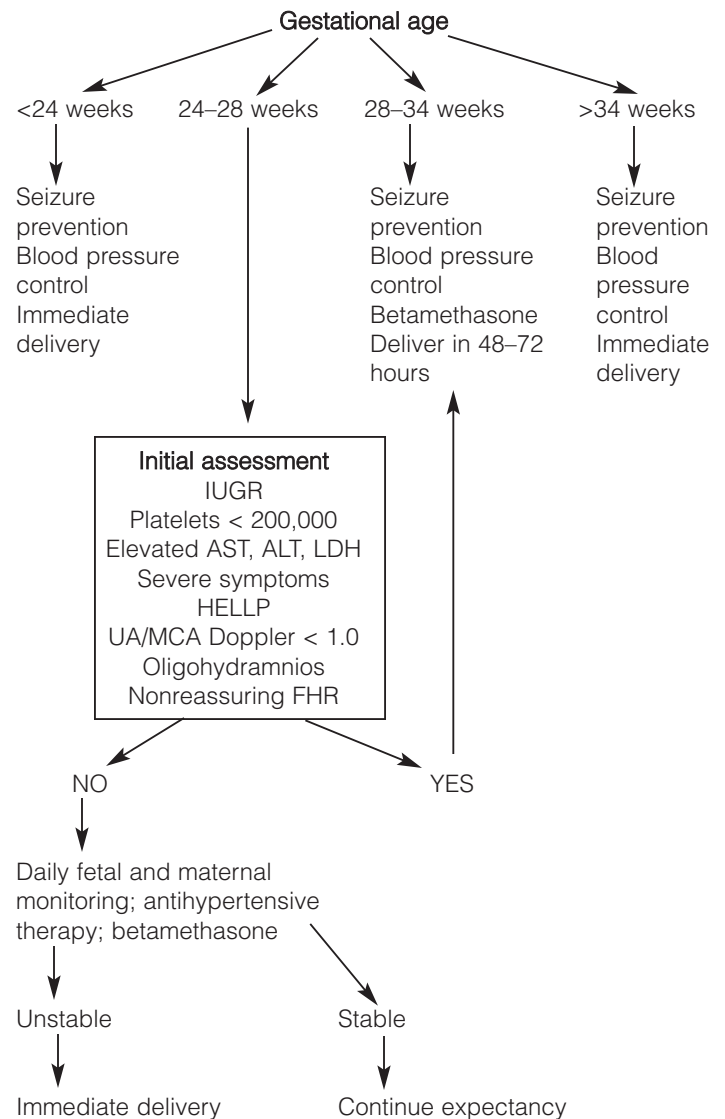 Gestational age
<24 weeks
24–28 weeks
28–34 weeks
>34 weeks
Seizure
prevention
Blood pressure
control
Immediate
delivery
Seizure
prevention
Blood pressure
control
Betamethasone
Deliver in 48–72
hours
Seizure
prevention
Blood
pressure
control
Immediate
delivery
Initial assessment
IUGR
Platelets < 200,000
Elevated AST, ALT, LDH
Severe symptoms
HELLP
UA/MCA Doppler < 1.0
Oligohydramnios
Nonreassuring FHR
NO
YES
Daily fetal and maternal
monitoring; antihypertensive
therapy; betamethasone
Unstable
Stable
Immediate delivery
Continue expectancy